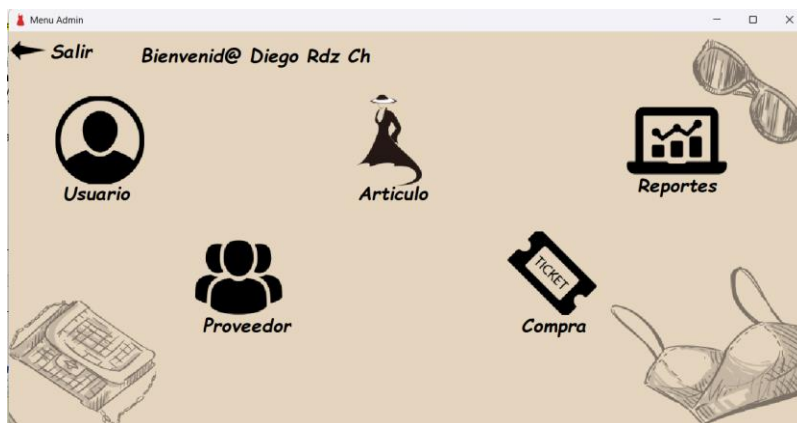 Menu Admin
Salir
Bienvenid@ Diego Rdz Ch
Usuario
Articulo
Reportes
TICKET
Proveedor
Compra